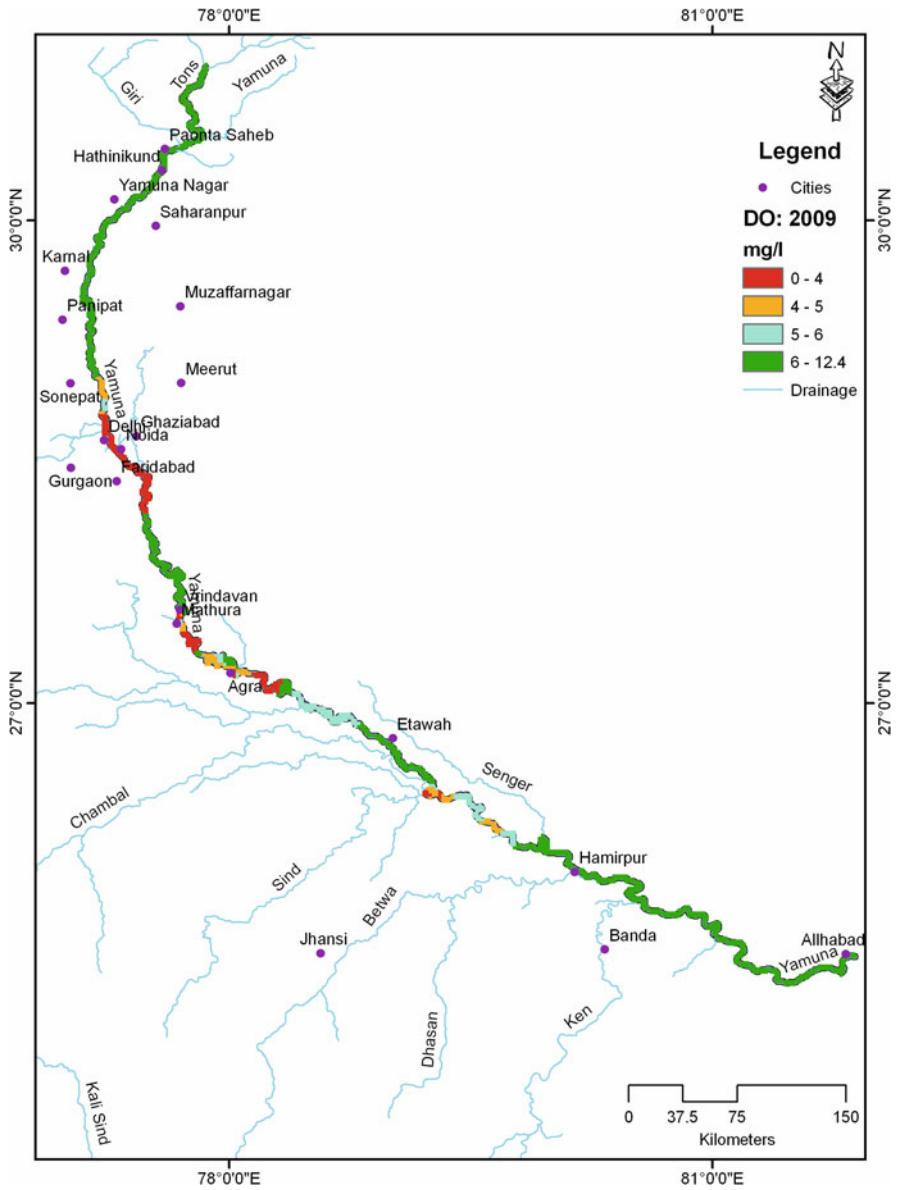 78°0'0"E
81°0'0"E
N
Tons
Yamuna
Giri
Paonta Saheb
Hathinikund
Yamuna Nagar
Saharanpur
30°0'0"N
30°0'0"N
Karnal
Panipat
Muzaffarnagar
Meerut
Yamuna
Sonepat
Ghaziabad
Delhi
Noida
Faridabad
Gurgaon
Legend
Cities
DO: 2009
mg/l
0 - 4
4 - 5
5 - 6
6 - 12.4
Drainage
Yamuna
Vrindavan
Mathura
Agra
27°0'0"N
27°0'0"N
Etawah
Senger
Chambal
Sind
Betwa
Hamirpur
Jhansi
Banda
Allhabad
Yamuna
Dhasan
Ken
Kali Sind
0 37.5 75 150
Kilometers
78°0'0"E
81°0'0"E